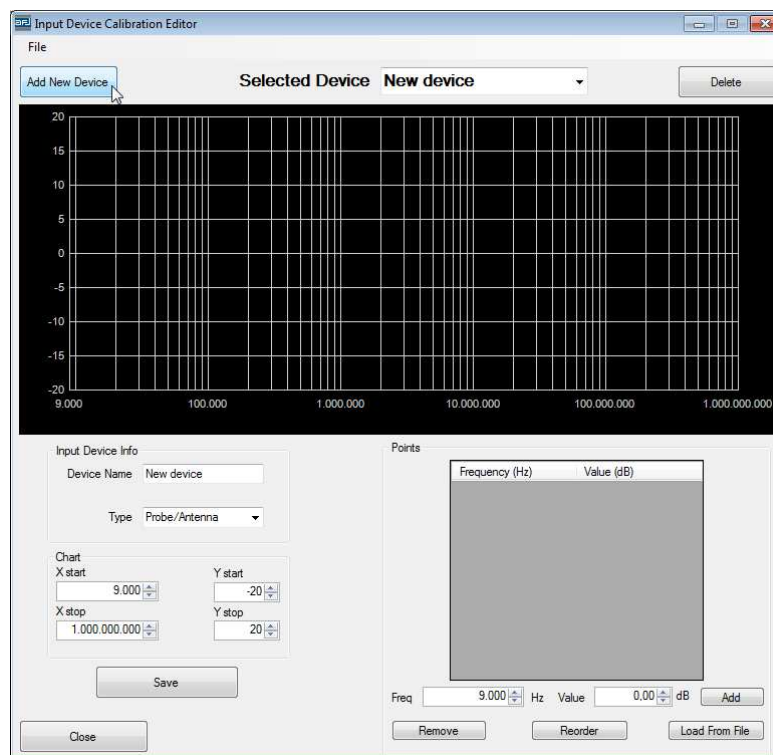 Input Device Calibration Editor
File
Add New Device
Selected Device New device
Delete
20
15
10
5
0
-5
-10
-15
-20
9.000 100.000 1.000.000 10.000.000 100.000.000 1.000.000.000
Input Device Info
Device Name New device
Type Probe/Antenna
Chart
X start Y start
9.000 -20
X stop Y stop
1.000.000.000 20
Save
Close
Points
Frequency (Hz) Value (dB)
Freq 9.000 Hz Value 0,00 dB Add
Remove Reorder Load From File